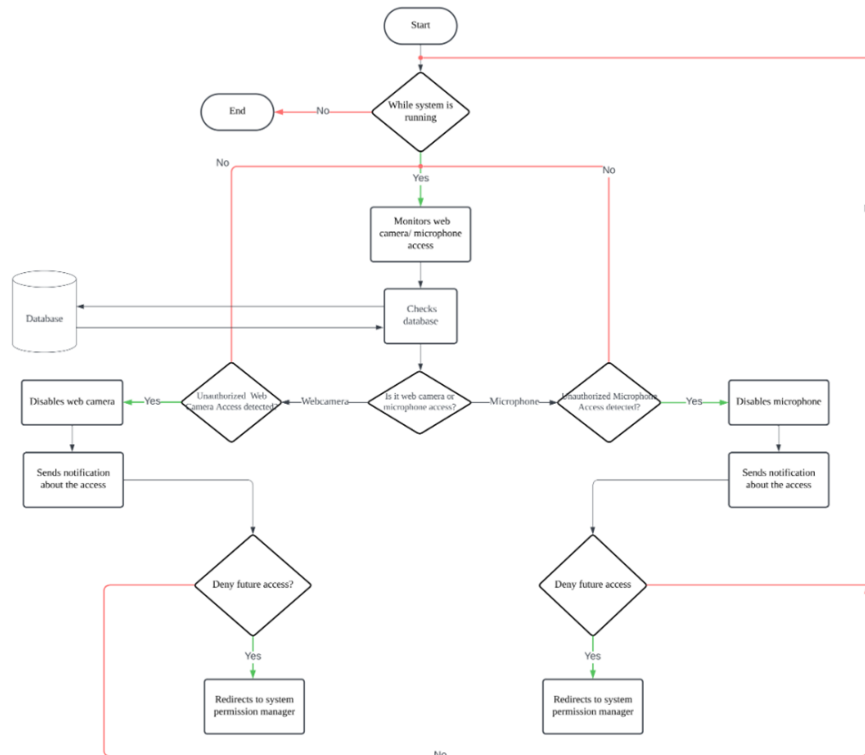 Start
While system is
running
No
End
No
Yes
No
Monitors web
camera/ microphone
access
Checks
database
Database
Is it web camera or
microphone access?
Webcamera
Microphone
Unauthorized Web
Camera Access detected?
Unauthorized Microphone
Access detected?
Yes
Disables web camera
Yes
Disables microphone
Sends notification
about the access
Sends notification
about the access
Deny future access?
Deny future access
Yes
Yes
Redirects to system
permission manager
Redirects to system
permission manager
No